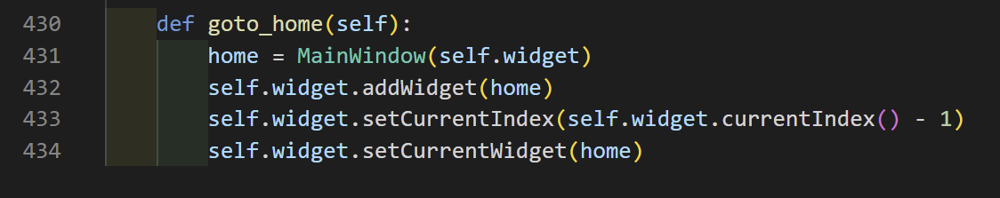 430 def goto_home(self):
431 home = MainWindow(self.widget)
432 self.widget.addWidget(home)
433 self.widget.setCurrentIndex(self.widget.currentIndex() - 1)
434 self.widget.setCurrentWidget(home)